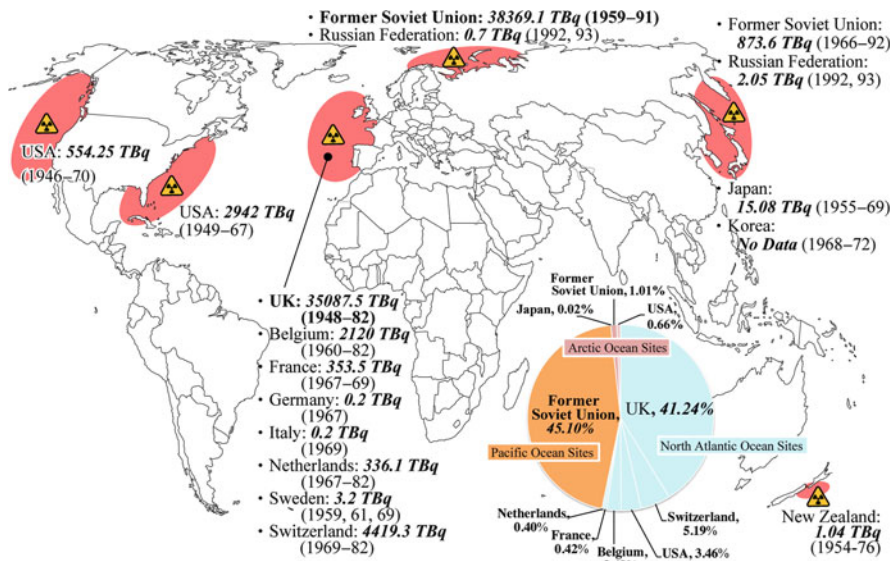 • Former Soviet Union: 38369.1 TBq (1959–91)
• Russian Federation: 0.7 TBq (1992, 93)
• Former Soviet Union:
873.6 TBq (1966–92)
• Russian Federation:
2.05 TBq (1992, 93)
USA: 554.25 TBq
(1946–70)
USA: 2942 TBq
(1949–67)
• Japan:
15.08 TBq (1955–69)
• Korea:
No Data (1968–72)
• UK: 35087.5 TBq
(1948–82)
• Belgium: 2120 TBq
(1960–82)
• France: 353.5 TBq
(1967–69)
• Germany: 0.2 TBq
(1967)
• Italy: 0.2 TBq
(1969)
• Netherlands: 336.1 TBq
(1967–82)
• Sweden: 3.2 TBq
(1959, 61, 69)
• Switzerland: 4419.3 TBq
(1969–82)
Former
Soviet Union, 1.01%
Japan, 0.02%
USA,
0.66%
Arctic Ocean Sites
Former
Soviet Union,
45.10%
UK, 41.24%
Pacific Ocean Sites
North Atlantic Ocean Sites
Netherlands,
0.40%
France,
0.42%
Belgium,
USA, 3.46%
Switzerland,
5.19%
New Zealand:
1.04 TBq
(1954-76)